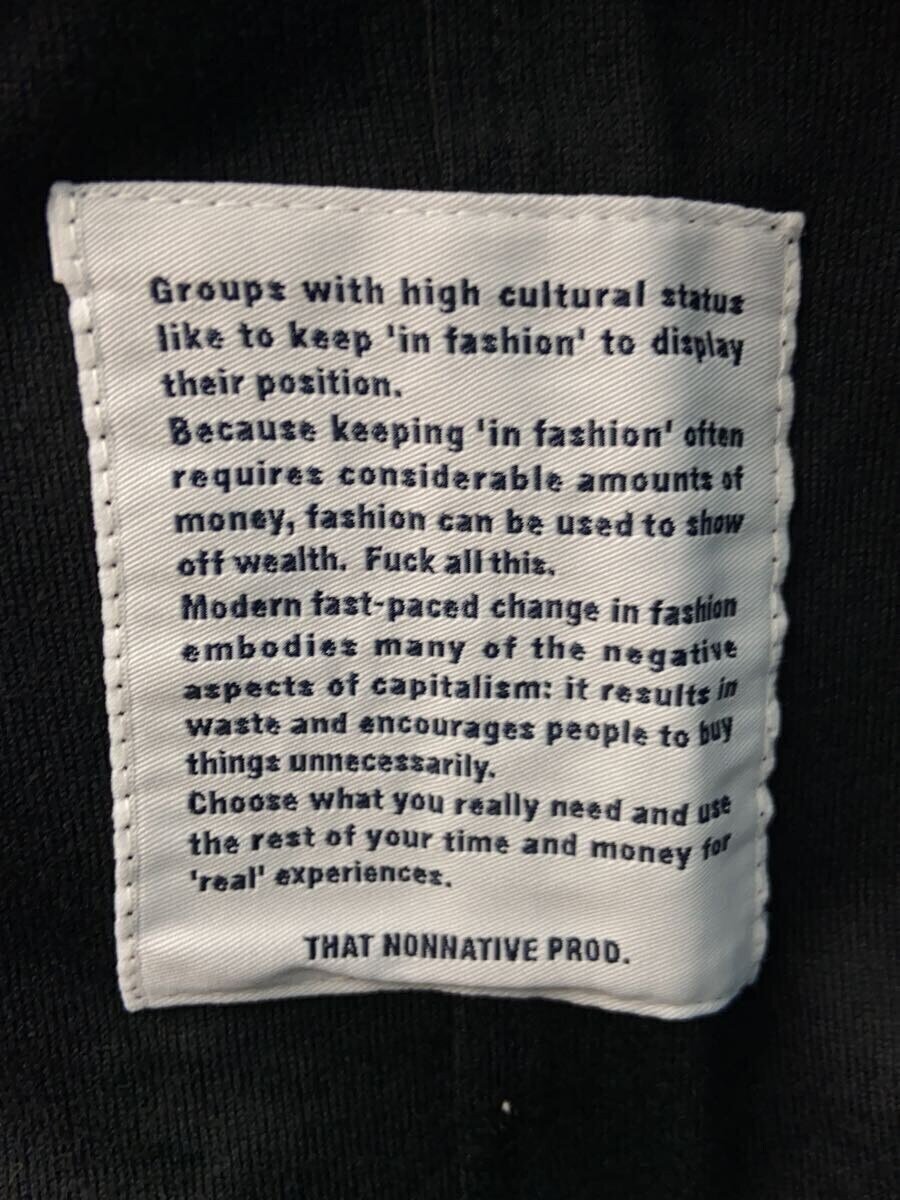 Groups with high cultural status
like to keep 'in fashion' to display
their position.
Because keeping 'in fashion' often
requires considerable amounts of
money, fashion can be used to show
off wealth. Fuck all this.
Modern fast-paced change in fashion
embodies many of the negative
aspects of capitalism: it results in
waste and encourages people to buy
things unnecessarily.
Choose what you really need and use
the rest of your time and money for
'real' experiences.
THAT NONNATIVE PROD.